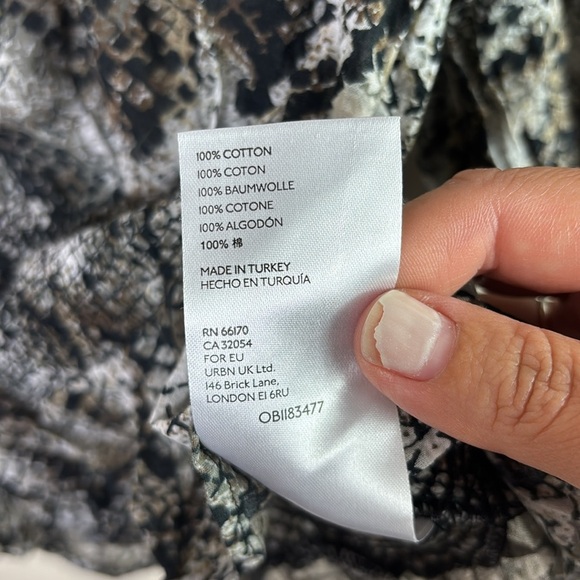 100% COTTON
100% COTON
100% BAUMWOLLE
100% COTONE
100% ALGODÓN
100% 棉
MADE IN TURKEY
HECHO EN TURQUÍA
RN 66170
CA 32054
FOR EU
URBN UK Ltd.
146 Brick Lane,
LONDON E1 6RU
OB1183477